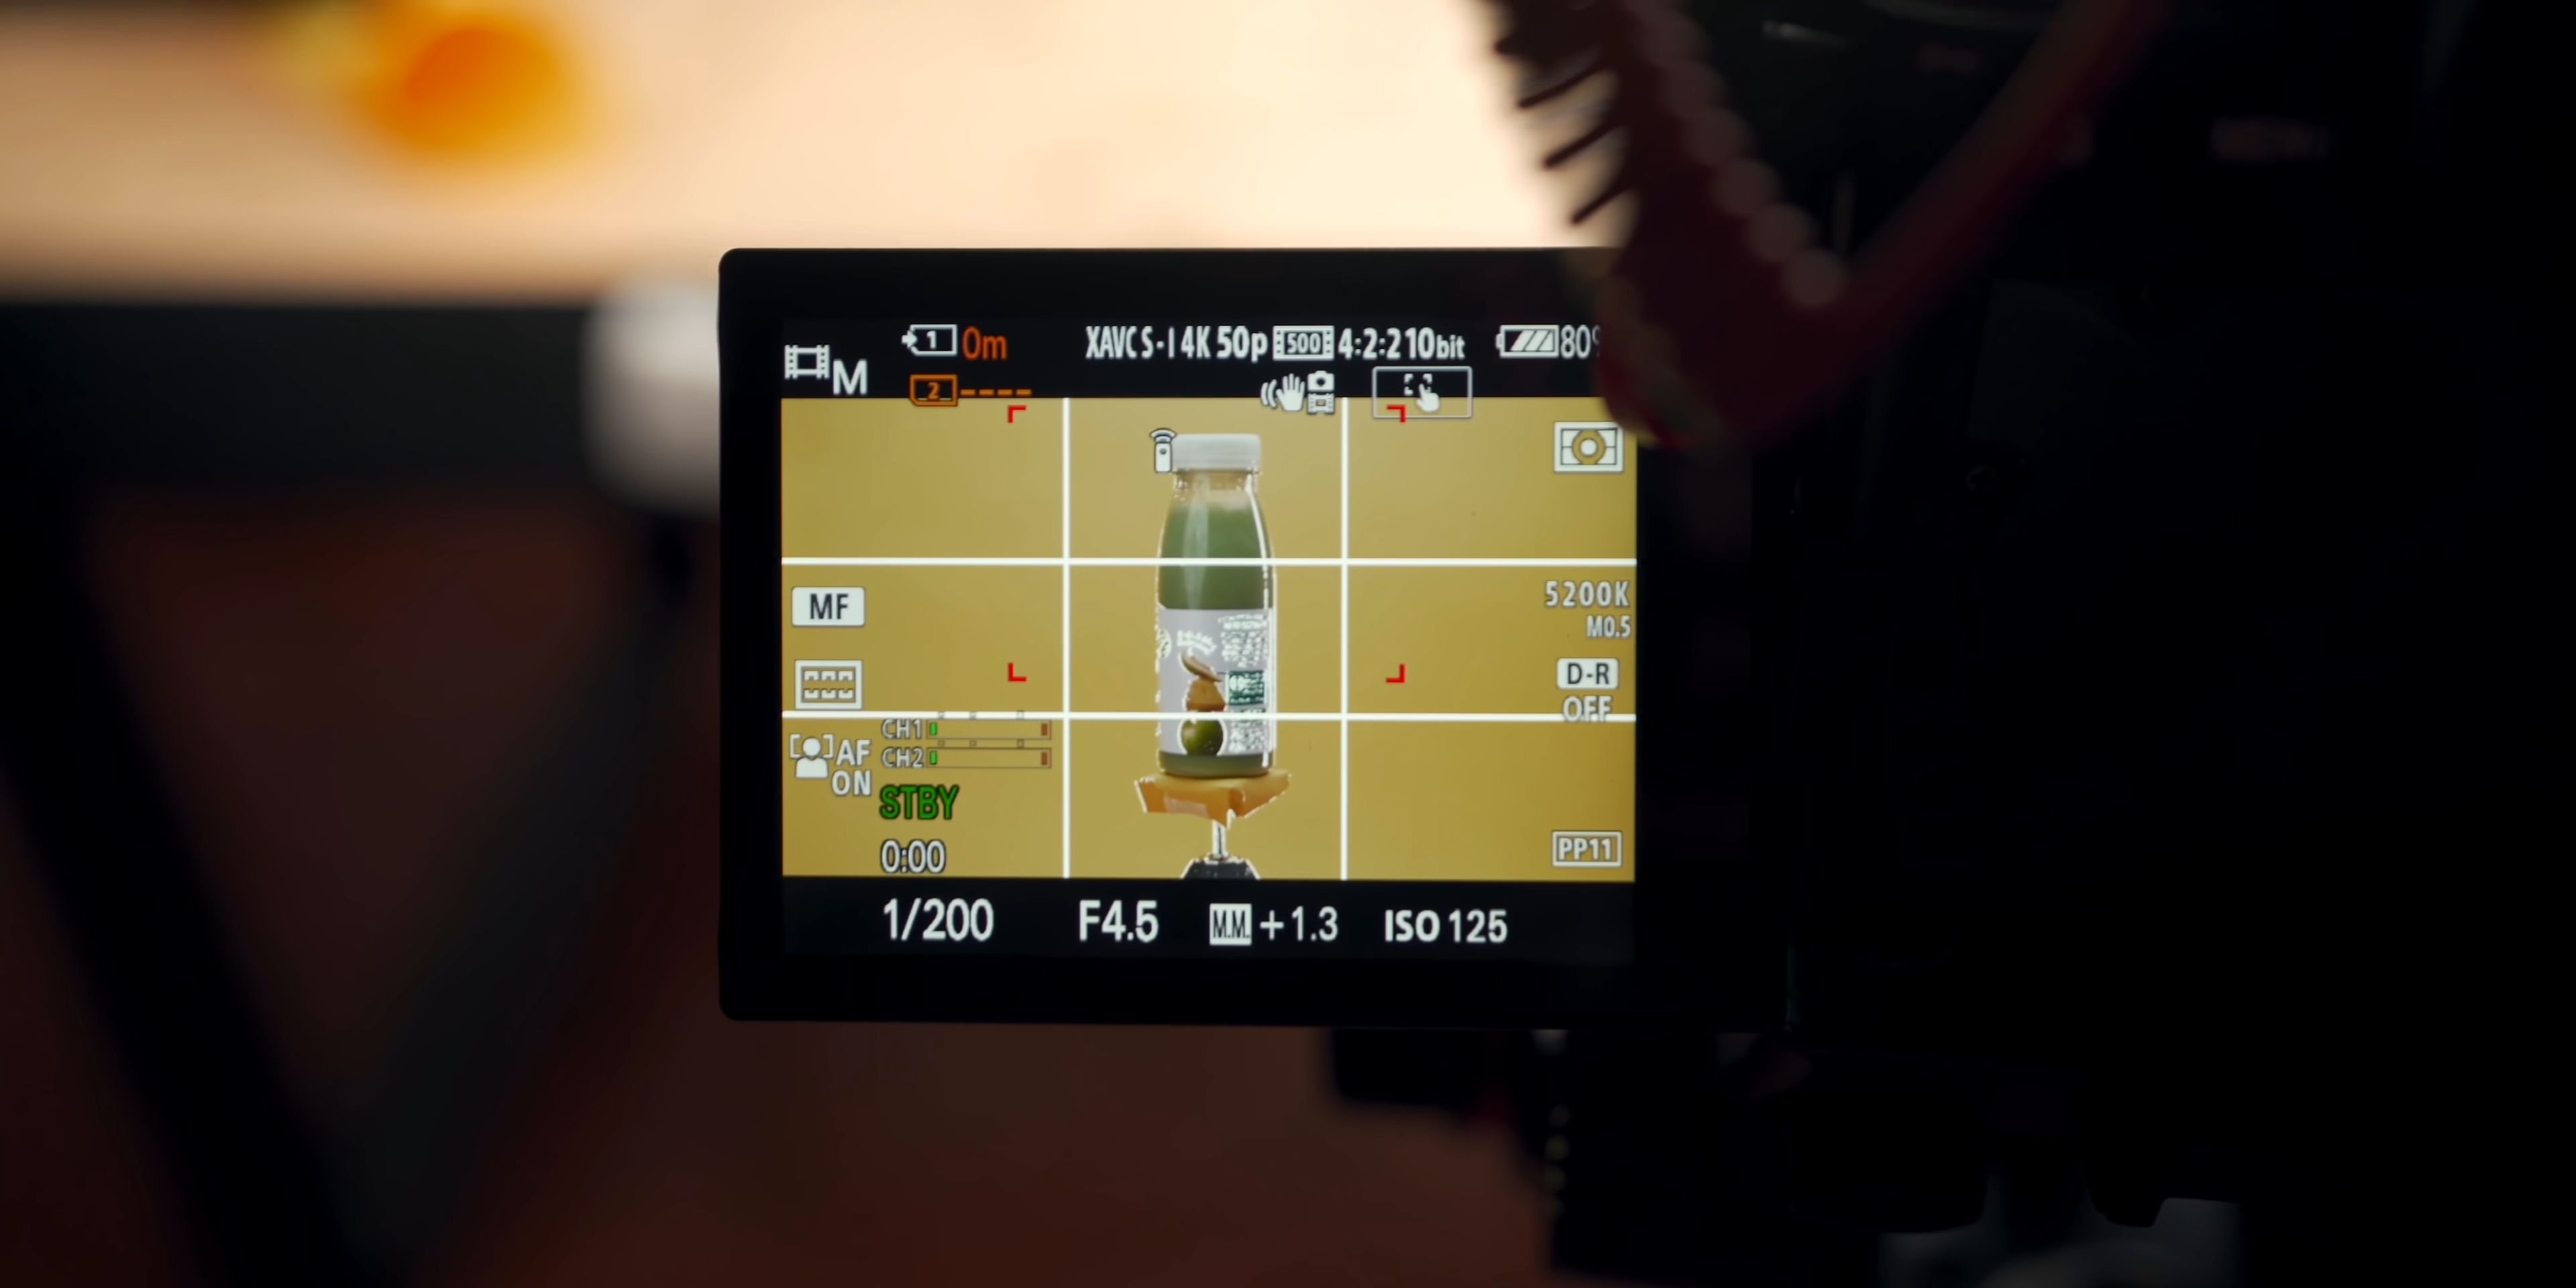 M
1 0m
2 ----
XAVC S-I 4K 50p 500 4:2:2 10bit
80
MF
5200K
M0.5
D-R
OFF
CH1
CH2
AF
ON
STBY
0:00
PP11
1/200 F4.5 M.M. +1.3 ISO 125